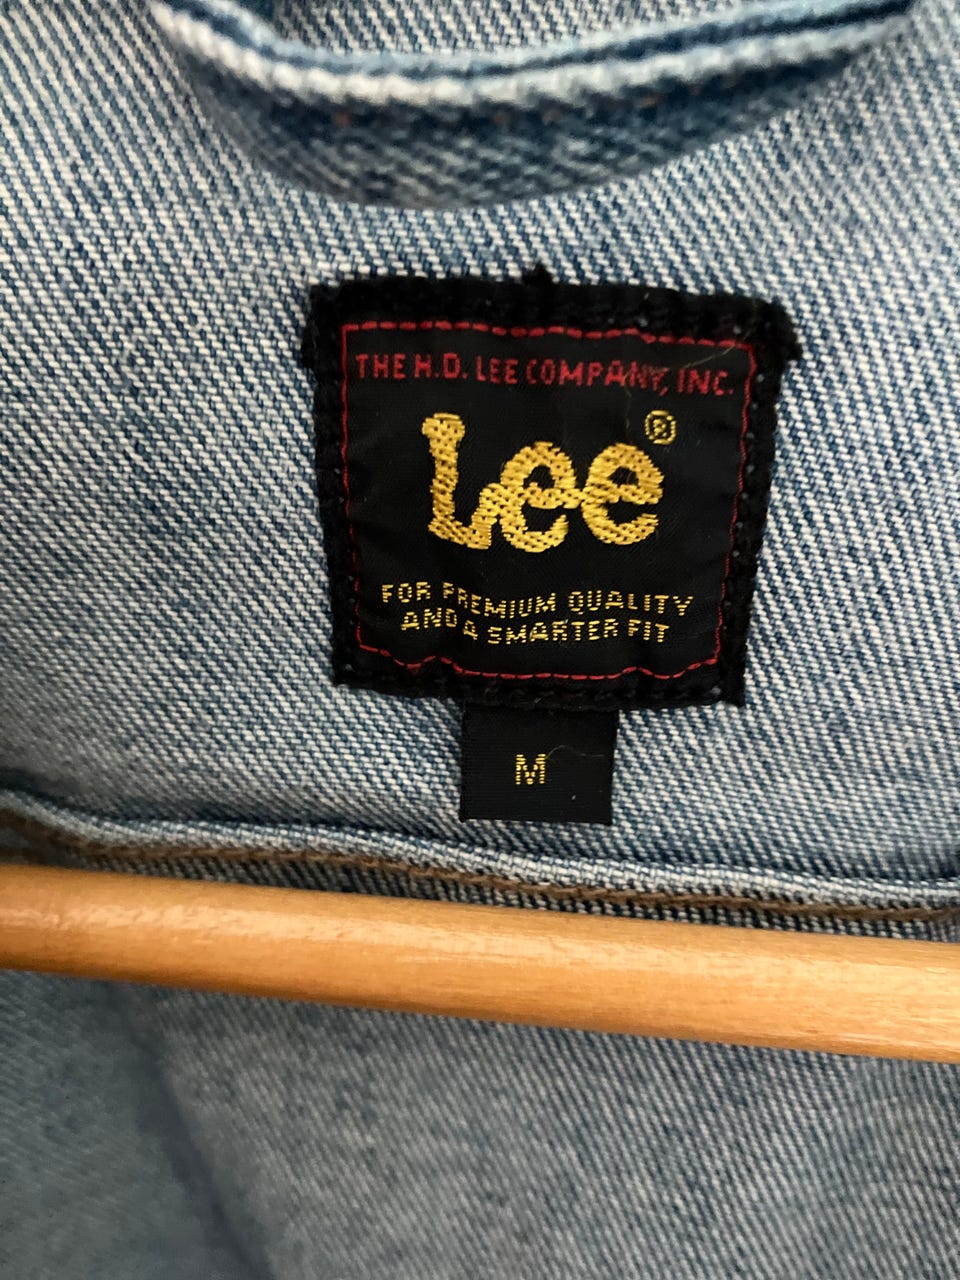 THE H.D. LEE COMPANY, INC.
Lee®
FOR PREMIUM QUALITY
AND A SMARTER FIT
M